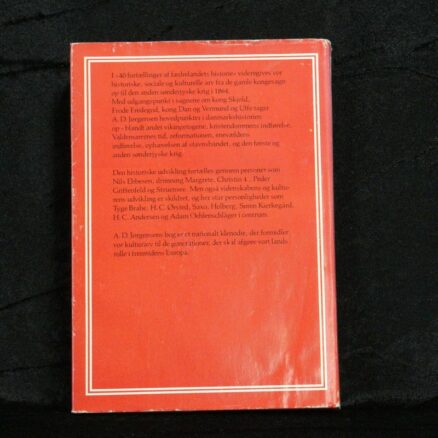 I »40 fortællinger af fædrelandets historie« videregives vor
historiske, sociale og kulturelle arv fra de gamle kongesagn
op til den anden sønderjyske krig i 1864.
Med udgangspunkt i sagnene om kong Skjold,
Frode Fredegod, kong Dan og Vermund og Uffe tager
A. D. Jørgensen hovedpunkter i danmarkshistorien
op - blandt andet vikingetogene, kristendommens indførelse,
Valdemarernes tid, reformationen, enevældens
indførelse, ophævelsen af stavnsbåndet, og den første og
anden sønderjyske krig.
Den historiske udvikling fortælles gennem personer som
Nils Ebbesen, dronning Margrete, Christian 4., Peder
Griffenfeld og Struensee. Men også videnskabens og kultu-
rens udvikling er skildret, og her står personligheder som
Tyge Brahe, H. C. Ørsted, Saxo, Holberg, Søren Kierkegård,
H. C. Andersen og Adam Oehlenschläger i centrum.
A. D. Jørgensens bog er et nationalt klenodie, der formidler
vor kulturarv til de generationer, der skal afgøre vort lands
rolle i fremtidens Europa.